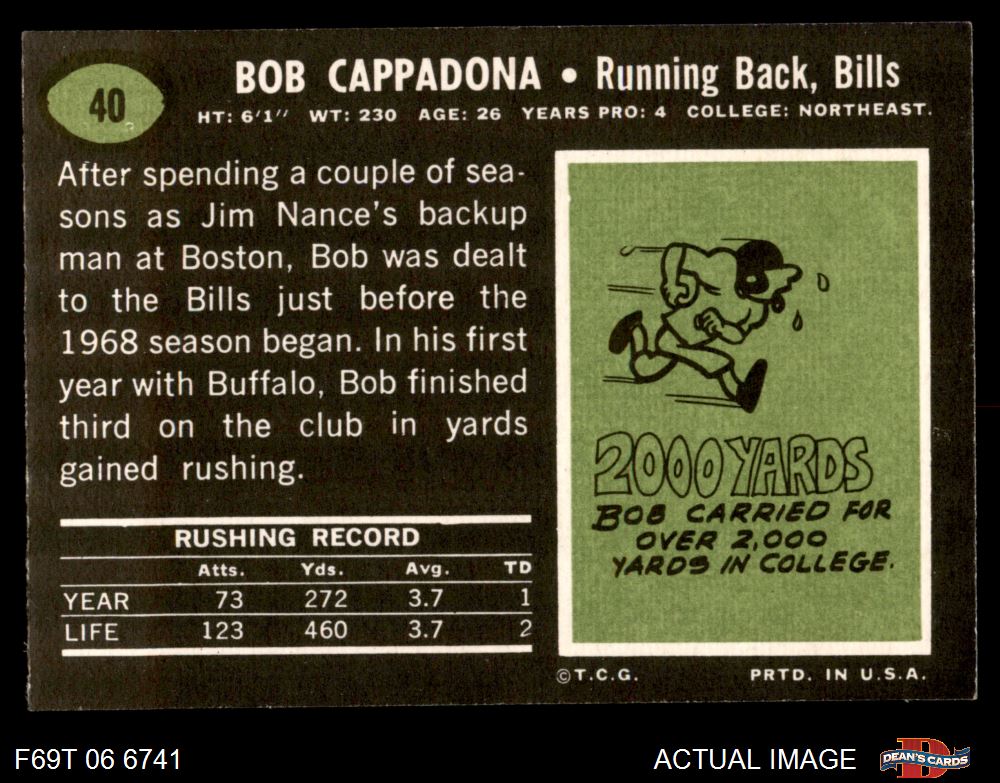 40
BOB CAPPADONA • Running Back, Bills
HT: 6'1" WT: 230 AGE: 26 YEARS PRO: 4 COLLEGE: NORTHEAST.
After spending a couple of sea-
sons as Jim Nance's backup
man at Boston, Bob was dealt
to the Bills just before the
1968 season began. In his first
year with Buffalo, Bob finished
third on the club in yards
gained rushing.
RUSHING RECORD
Atts. Yds. Avg. TD
YEAR 73 272 3.7 1
LIFE 123 460 3.7 2
2000 YARDS
BOB CARRIED FOR
OVER 2,000
YARDS IN COLLEGE.
©T.C.G. PRTD. IN U.S.A.
F69T 06 6741
ACTUAL IMAGE
D
DEAN'S CARDS